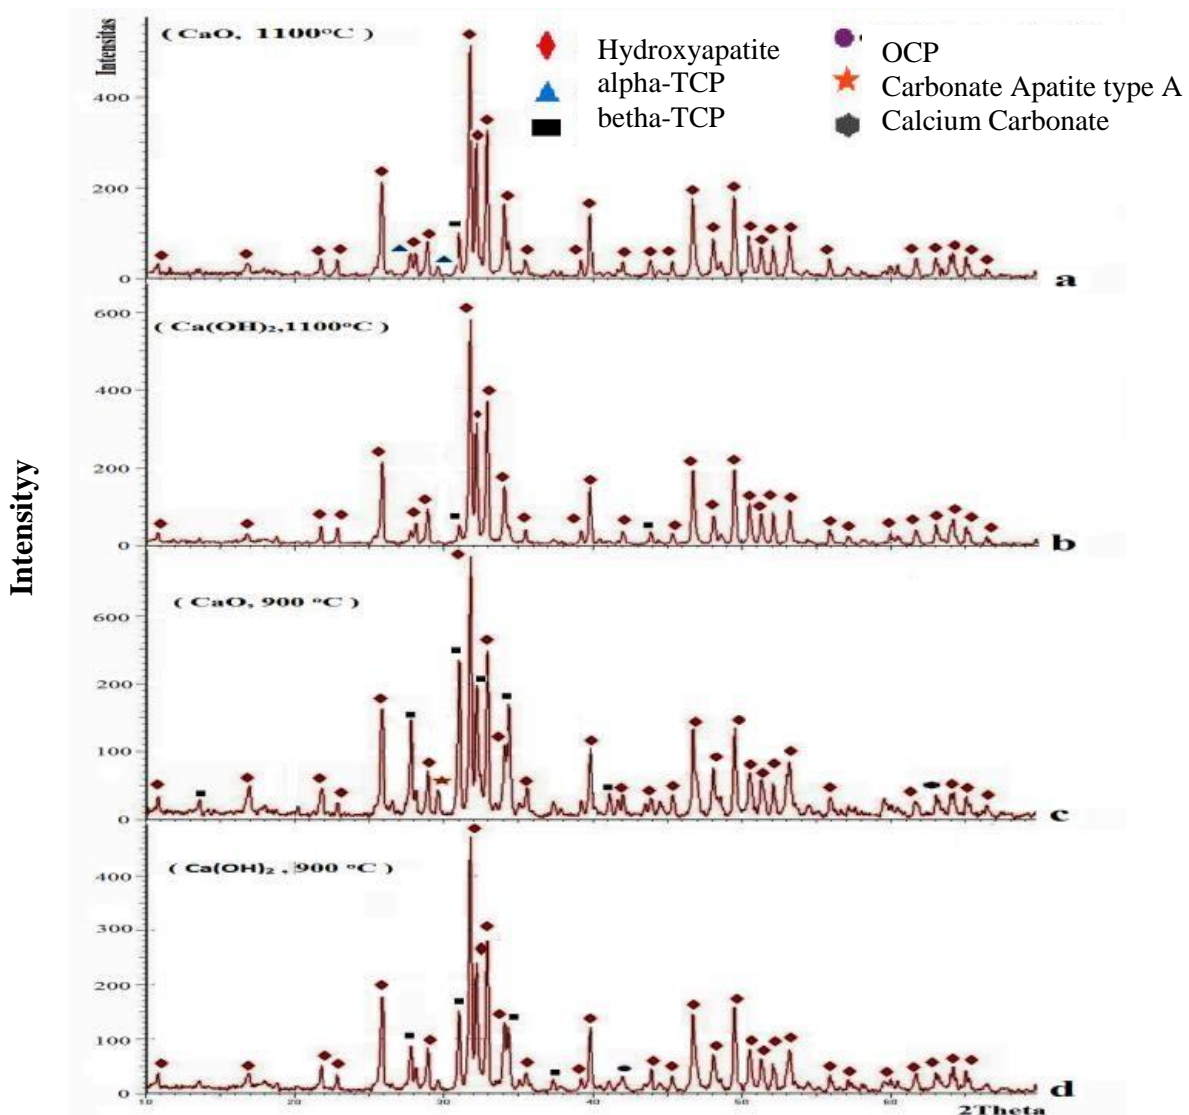 Intensitas
( CaO, 1100°C )
Hydroxyapatite
alpha-TCP
betha-TCP
OCP
Carbonate Apatite type A
Calcium Carbonate
400
200
0
a
Intensityy
( Ca(OH)₂,1100°C )
600
400
200
0
b
( CaO, 900 °C )
600
200
100
0
c
( Ca(OH)₂ , 900 °C )
400
300
200
100
0
d
10 20 30 40 50 60
2Theta